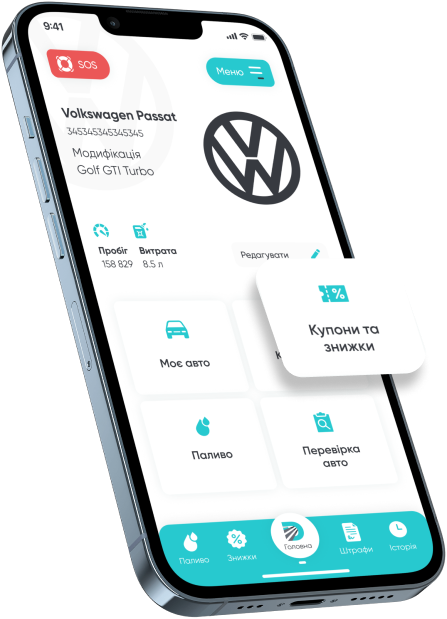 9:41
SOS
Меню
Volkswagen Passat
345345345345345
Модифікація
Golf GTI Turbo
Пробіг
158 829
Витрата
8.5 л
Редагувати
Купони та
знижки
Моє авто
К
Паливо
Перевірка
авто
Паливо
Знижки
Головна
Штрафи
Історія